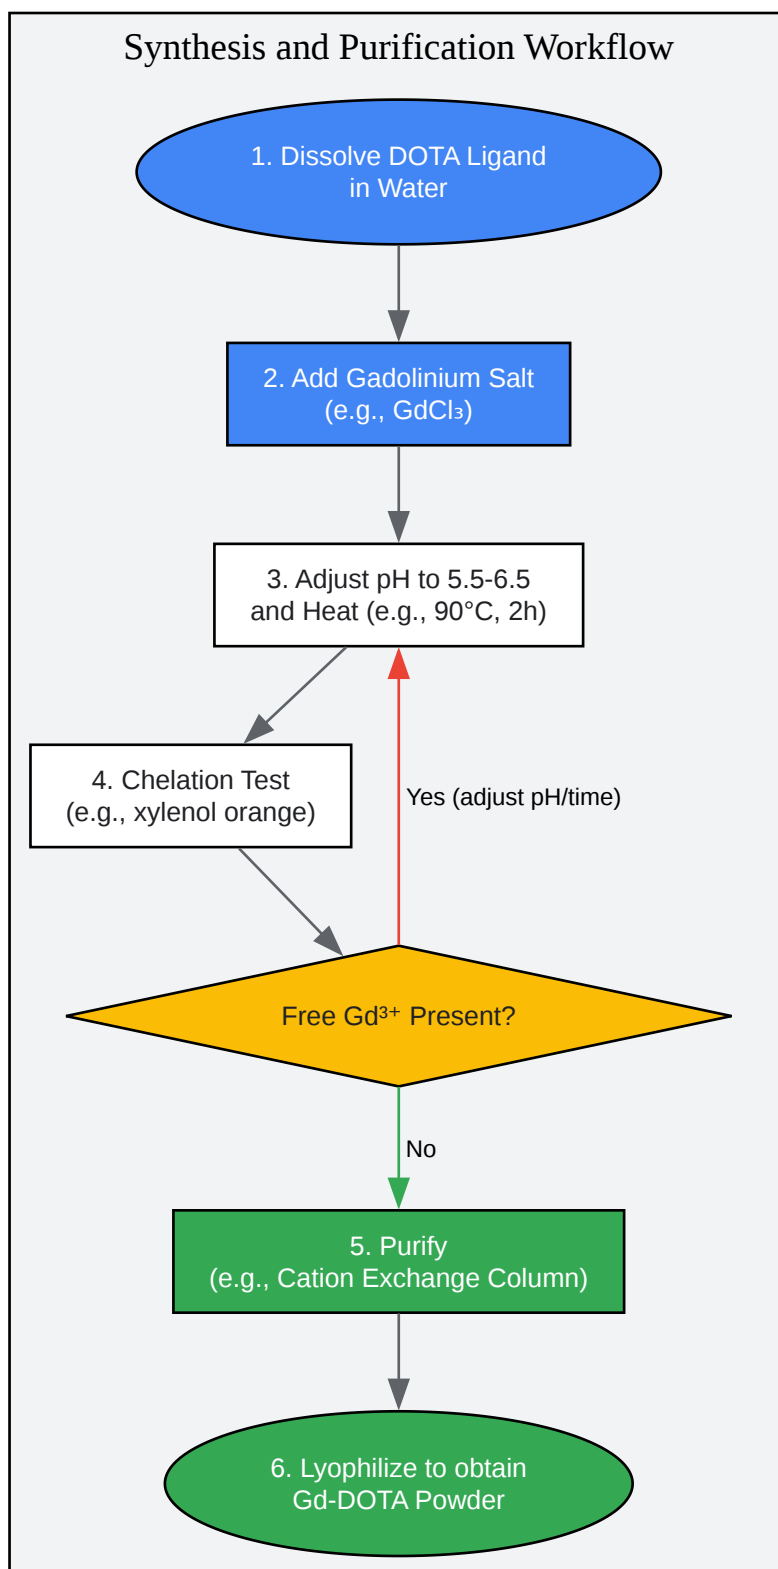 Synthesis and Purification Workflow
1. Dissolve DOTA Ligand
in Water
2. Add Gadolinium Salt
(e.g., GdCl₃)
3. Adjust pH to 5.5-6.5
and Heat (e.g., 90°C, 2h)
4. Chelation Test
(e.g., xylenol orange)
Yes (adjust pH/time)
Free Gd³⁺ Present?
No
5. Purify
(e.g., Cation Exchange Column)
6. Lyophilize to obtain
Gd-DOTA Powder